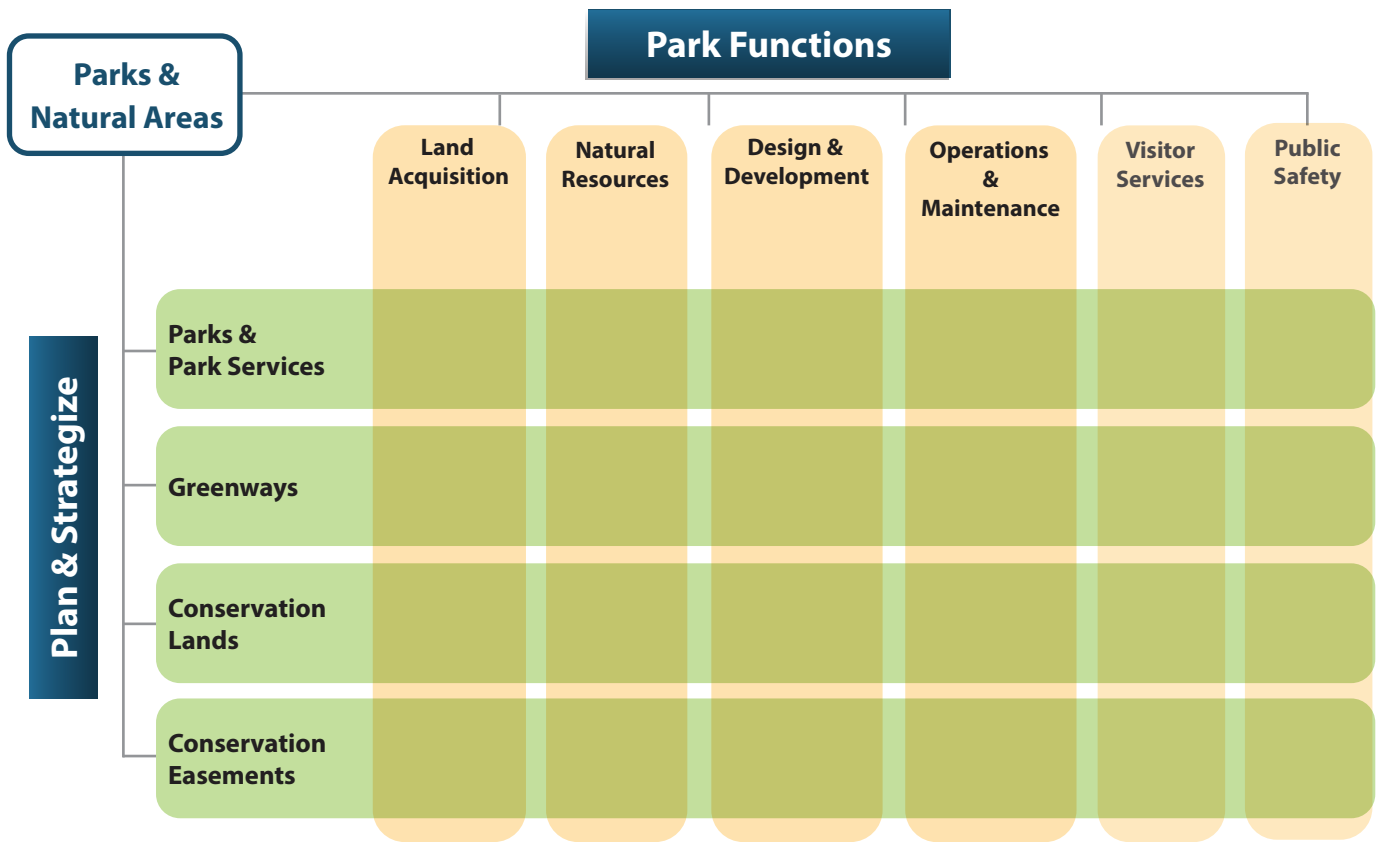 Park Functions
Parks &
Natural Areas
Land
Acquisition
Natural
Resources
Design &
Development
Operations
&
Maintenance
Visitor
Services
Public
Safety
Plan & Strategize
Parks &
Park Services
Greenways
Conservation
Lands
Conservation
Easements